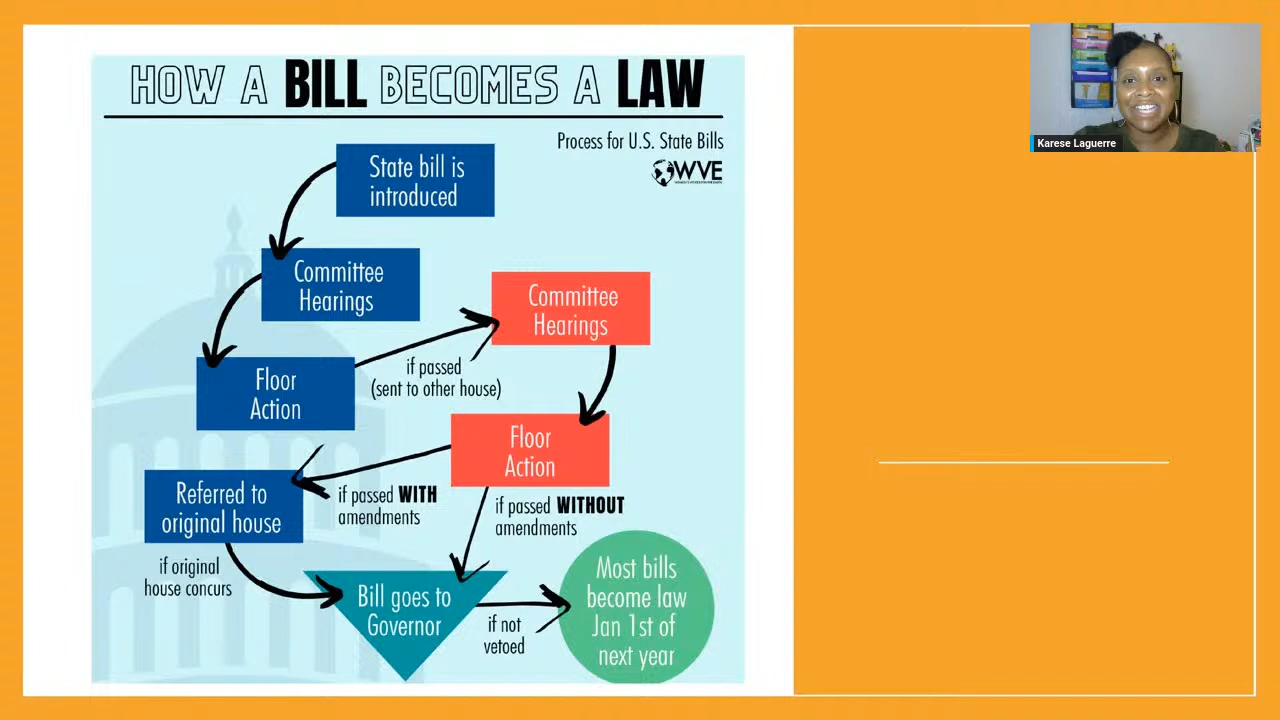 HOW A BILL BECOMES A LAW
Process for U.S. State Bills
WVE
State bill is
introduced
Committee
Hearings
Floor
Action
if passed
(sent to other house)
Committee
Hearings
Floor
Action
if passed WITH
amendments
if passed WITHOUT
amendments
Referred to
original house
if original
house concurs
Bill goes to
Governor
if not
vetoed
Most bills
become law
Jan 1st of
next year
Karese Laguerre